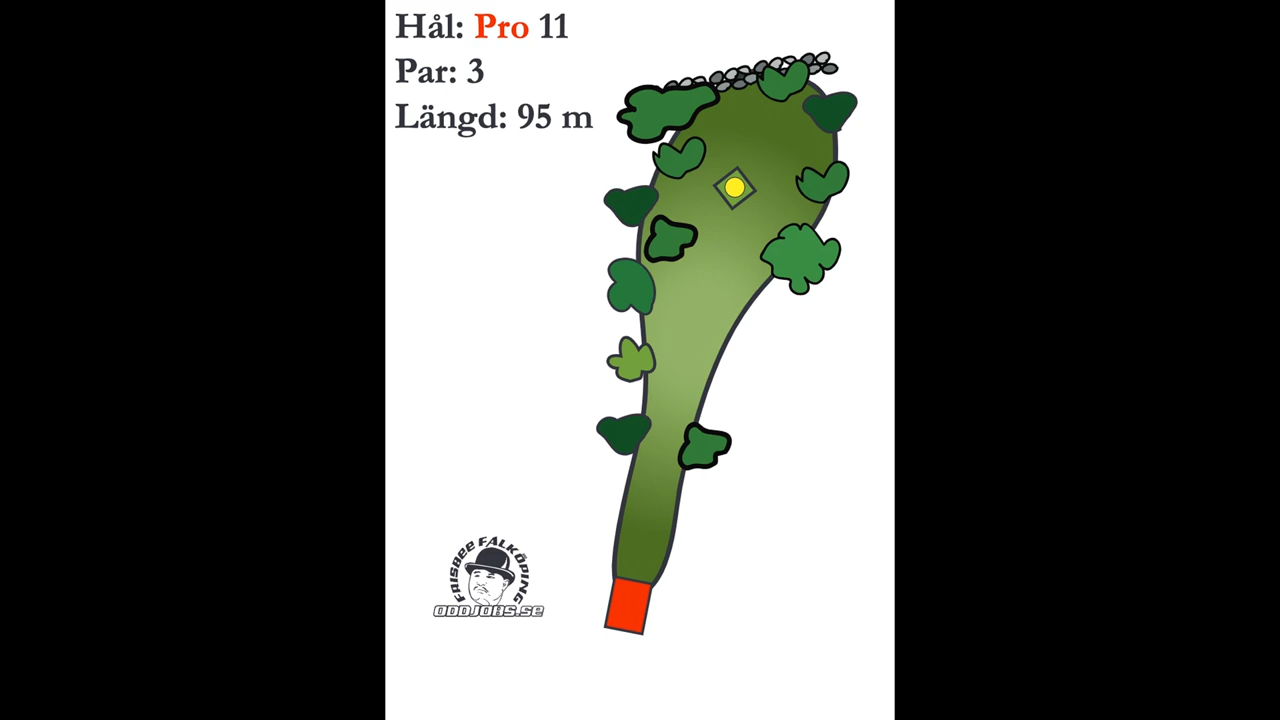 Hål: Pro 11
Par: 3
Längd: 95 m
FRISBEE FALKÖPING
ODDJOBS.SE